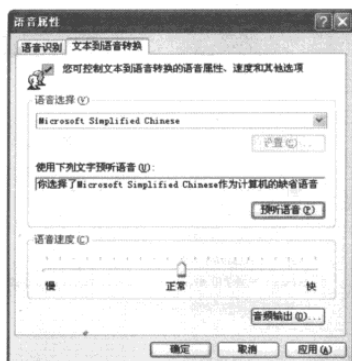 语音属性
语音识别 文本到语音转换
您可控制文本到语音转换的语音属性、速度和其他选项
语音选择(V)
Microsoft Simplified Chinese
设置(S)...
使用下列文字预听语音(U):
你选择了Microsoft Simplified Chinese作为计算机的缺省语音
预听语音(P)
语音速度(C)
慢 正常 快
音频输出(O)...
确定 取消 应用(A)